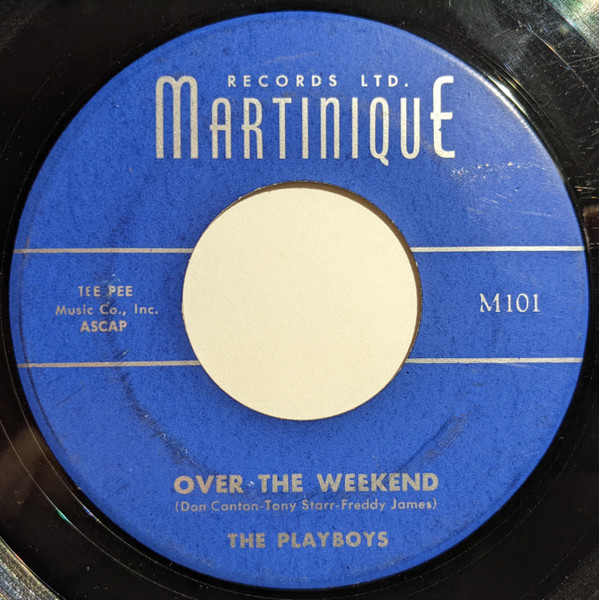 RECORDS LTD.
MARTINIQUE
TEE PEE
Music Co., Inc.
ASCAP
M101
OVER THE WEEKEND
(Don Canton-Tony Starr-Freddy James)
THE PLAYBOYS